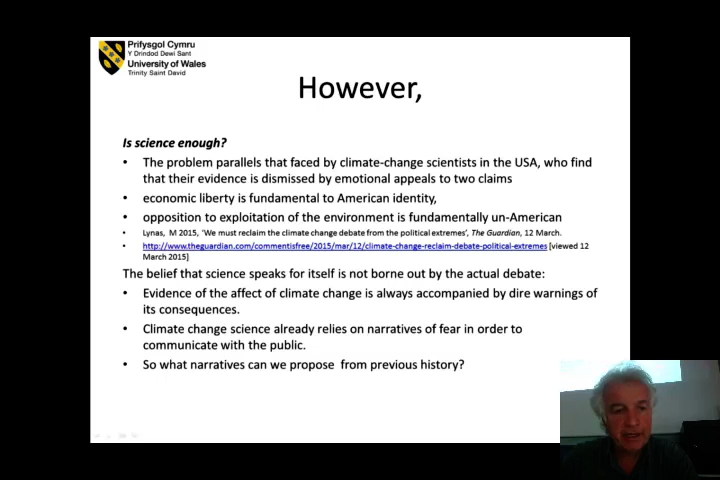 Prifysgol Cymru
Y Drindod Dewi Sant
University of Wales
Trinity Saint David
However,
Is science enough?
• The problem parallels that faced by climate-change scientists in the USA, who find
that their evidence is dismissed by emotional appeals to two claims
• economic liberty is fundamental to American identity,
• opposition to exploitation of the environment is fundamentally un-American
• Lynas, M 2015, 'We must reclaim the climate change debate from the political extremes', The Guardian, 12 March.
• http://www.theguardian.com/commentisfree/2015/mar/12/climate-change-reclaim-debate-political-extremes [viewed 12
March 2015]
The belief that science speaks for itself is not borne out by the actual debate:
• Evidence of the affect of climate change is always accompanied by dire warnings of
its consequences.
• Climate change science already relies on narratives of fear in order to
communicate with the public.
• So what narratives can we propose from previous history?